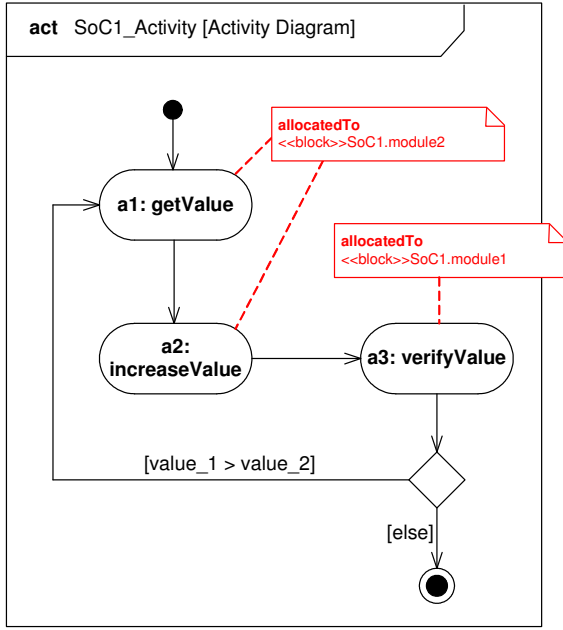 act SoC1_Activity [Activity Diagram]
allocatedTo
<<block>>SoC1.module2
a1: getValue
allocatedTo
<<block>>SoC1.module1
a2:
increaseValue
a3: verifyValue
[value_1 > value_2]
[else]